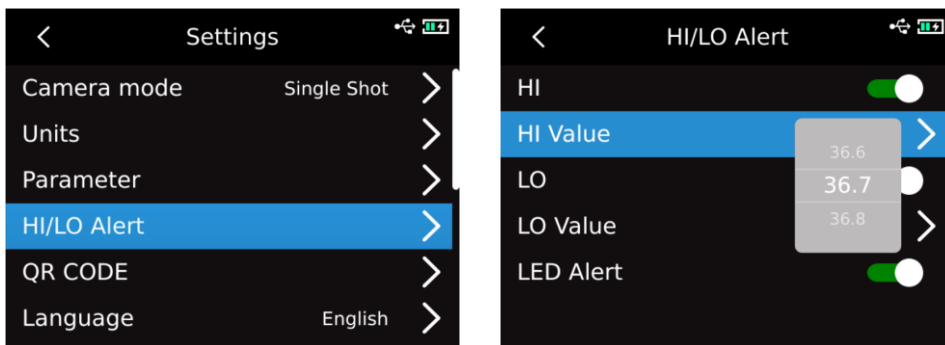 Settings
Camera mode Single Shot
Units
Parameter
HI/LO Alert
QR CODE
Language English
HI/LO Alert
HI
HI Value
36.6
36.7
LO
36.8
LO Value
LED Alert